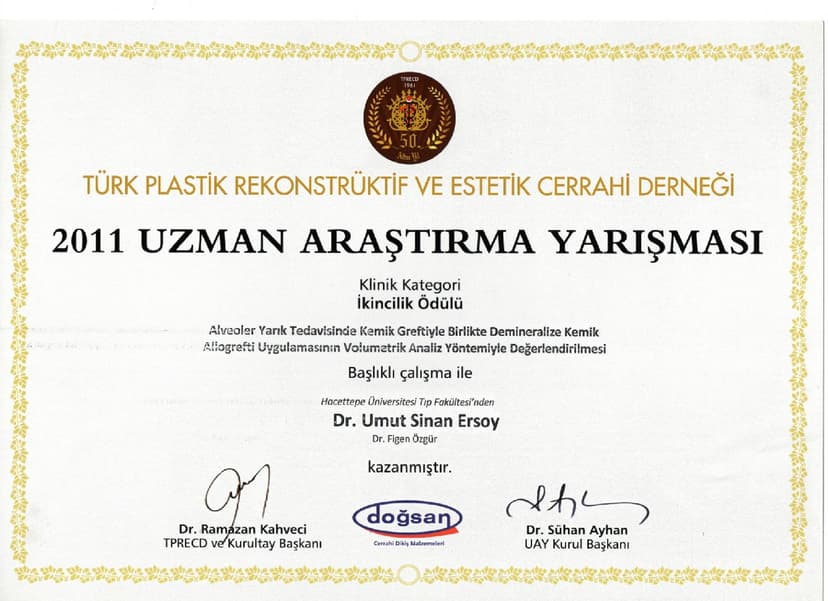 TPRECD
1961
50.
Altın Yıl
TÜRK PLASTİK REKONSTRÜKTİF VE ESTETİK CERRAHİ DERNEĞİ
2011 UZMAN ARAŞTIRMA YARIŞMASI
Klinik Kategori
İkincilik Ödülü
Alveoler Yarık Tedavisinde Kemik Greftiyle Birlikte Demineralize Kemik
Allogrefti Uygulamasının Volumetrik Analiz Yöntemiyle Değerlendirilmesi
Başlıklı çalışma ile
Hacettepe Üniversitesi Tıp Fakültesi'nden
Dr. Umut Sinan Ersoy
Dr. Figen Özgür
kazanmıştır.
Dr. Ramazan Kahveci
TPRECD ve Kurultay Başkanı
doğsan
Cerrahi Dikiş Malzemeleri
Dr. Sühan Ayhan
UAY Kurul Başkanı